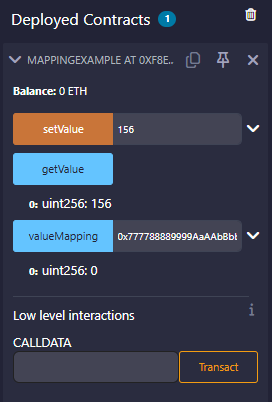 Deployed Contracts 1
MAPPINGEXAMPLE AT 0XF8E..
Balance: 0 ETH
setValue 156
getValue
0: uint256: 156
valueMapping 0x777788889999AaAAbBbb
0: uint256: 0
Low level interactions i
CALLDATA
Transact